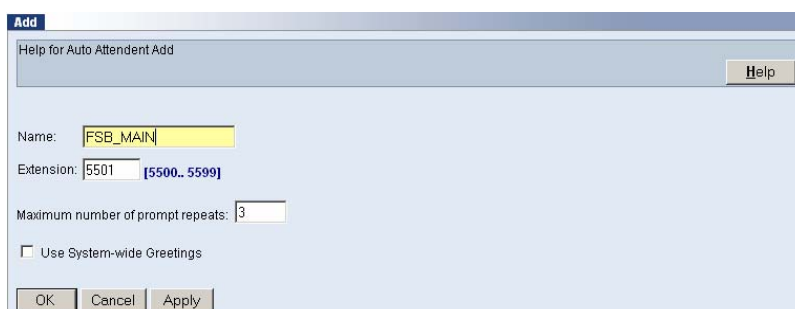 Add
Help for Auto Attendent Add
Help
Name: FSB_MAIN
Extension: 5501 [5500.. 5599]
Maximum number of prompt repeats: 3
Use System-wide Greetings
OK Cancel Apply